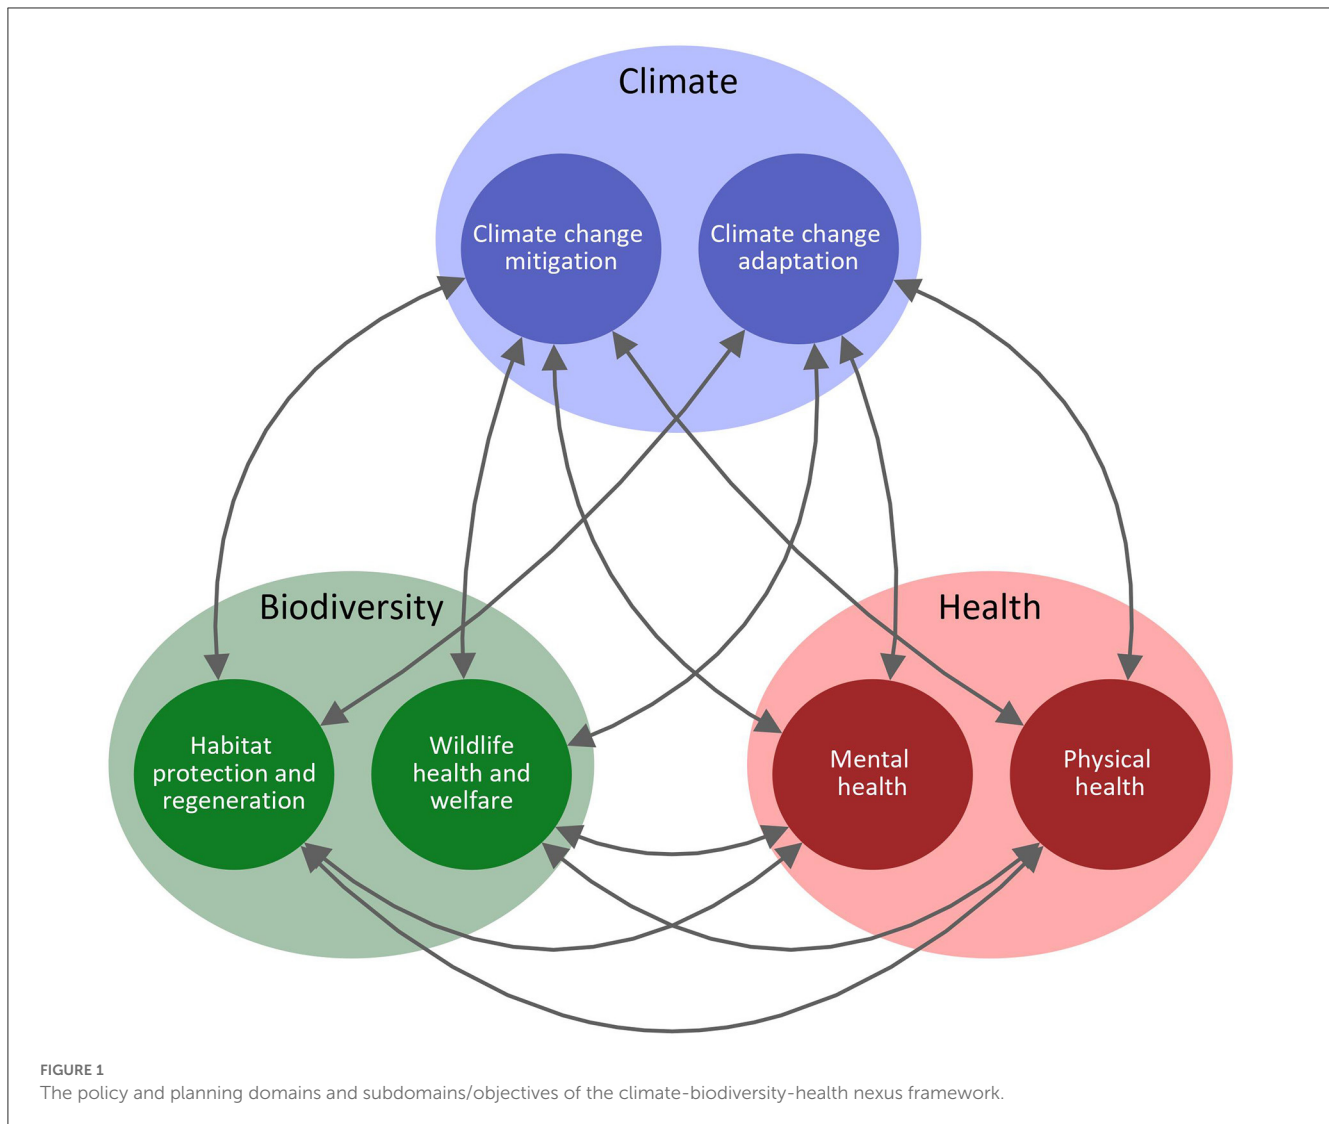 Climate
Climate change
mitigation
Climate change
adaptation
Biodiversity
Habitat
protection and
regeneration
Wildlife
health and
welfare
Health
Mental
health
Physical
health
FIGURE 1
The policy and planning domains and subdomains/objectives of the climate-biodiversity-health nexus framework.